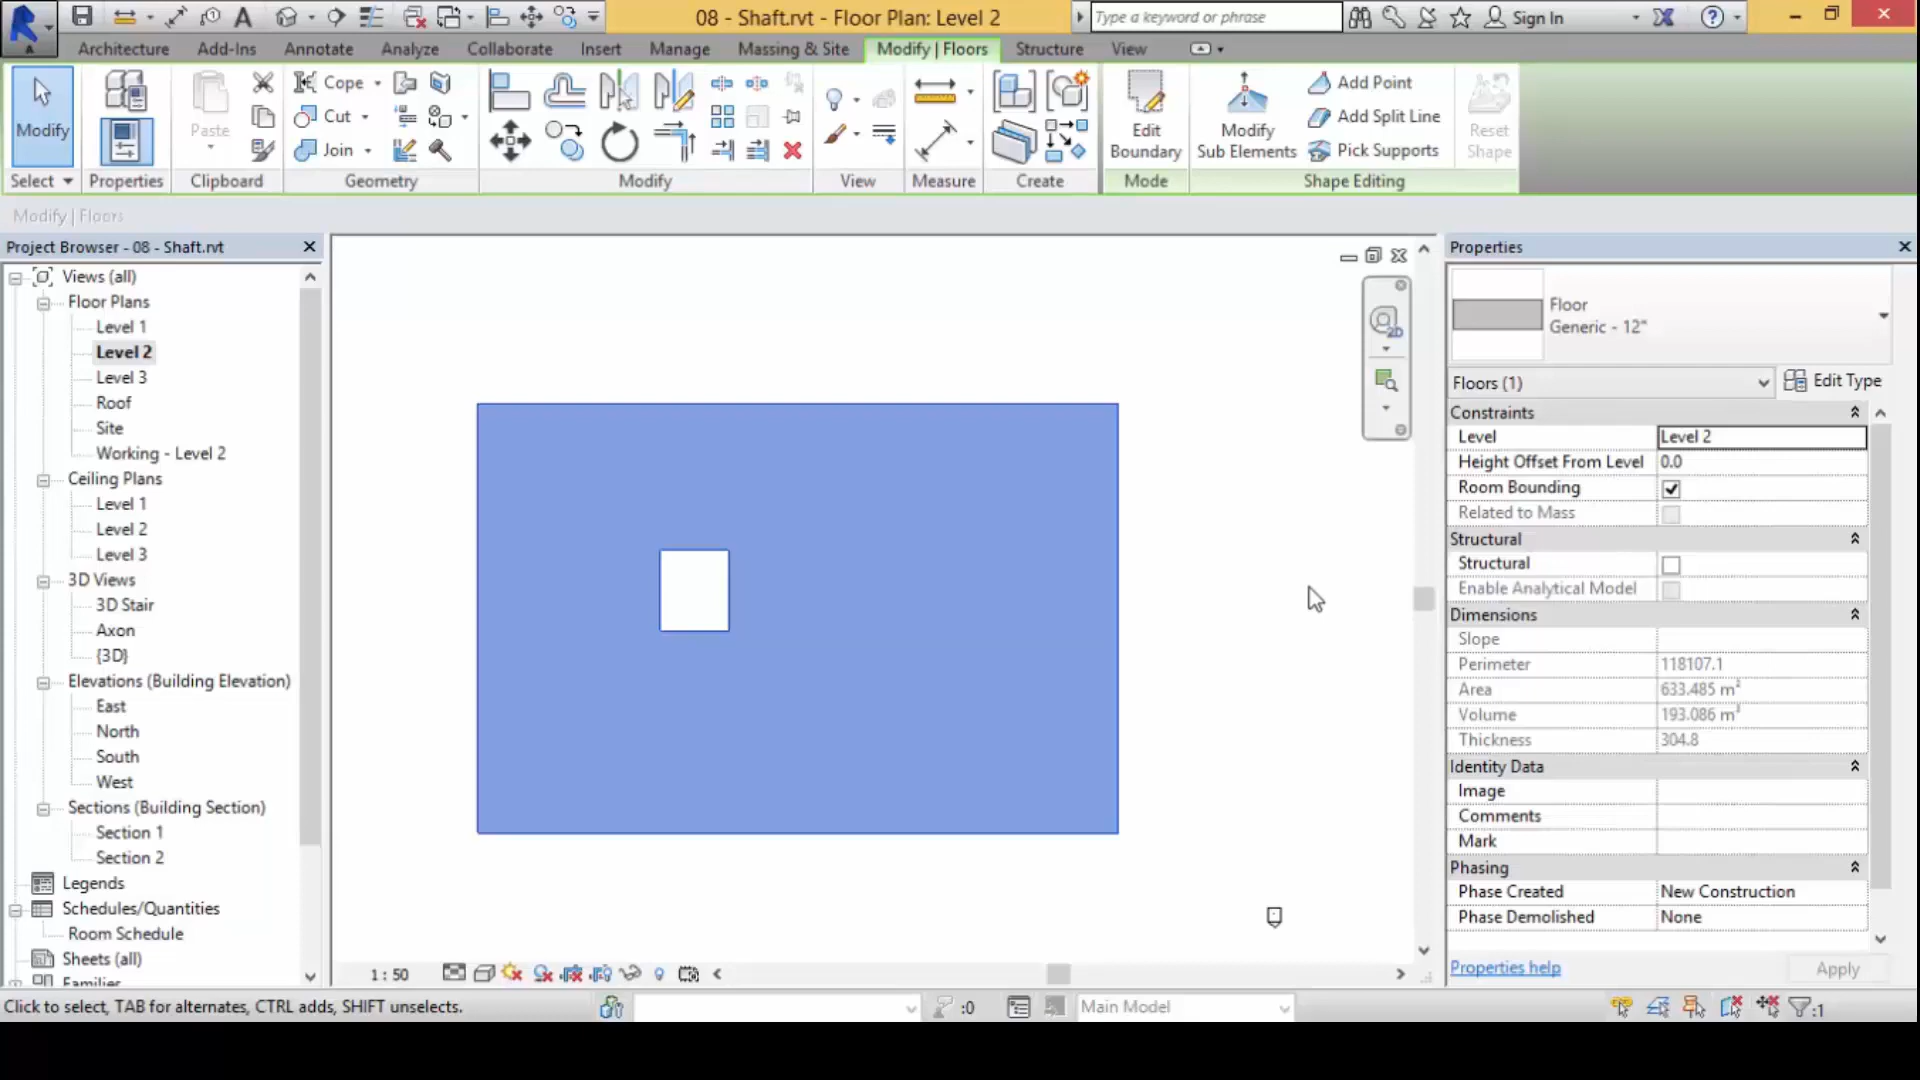 08 - Shaft.rvt - Floor Plan: Level 2
Type a keyword or phrase
Sign In
Architecture Add-Ins Annotate Analyze Collaborate Insert Manage Massing & Site Modify | Floors Structure View
Modify
Paste
Cope
Cut
Join
Edit Boundary
Modify Sub Elements
Add Point
Add Split Line
Pick Supports
Reset Shape
Select Properties Clipboard Geometry Modify View Measure Create Mode Shape Editing
Modify | Floors
Project Browser - 08 - Shaft.rvt
Views (all)
Floor Plans
Level 1
Level 2
Level 3
Roof
Site
Working - Level 2
Ceiling Plans
Level 1
Level 2
Level 3
3D Views
3D Stair
Axon
{3D}
Elevations (Building Elevation)
East
North
South
West
Sections (Building Section)
Section 1
Section 2
Legends
Schedules/Quantities
Room Schedule
Sheets (all)
Families
2D
1 : 50
Properties
Floor
Generic - 12"
Floors (1)
Edit Type
Constraints
Level Level 2
Height Offset From Level 0.0
Room Bounding
Related to Mass
Structural
Structural
Enable Analytical Model
Dimensions
Slope
Perimeter 118107.1
Area 633.485 m²
Volume 193.086 m³
Thickness 304.8
Identity Data
Image
Comments
Mark
Phasing
Phase Created New Construction
Phase Demolished None
Properties help
Apply
Click to select, TAB for alternates, CTRL adds, SHIFT unselects.
:0
Main Model
:1